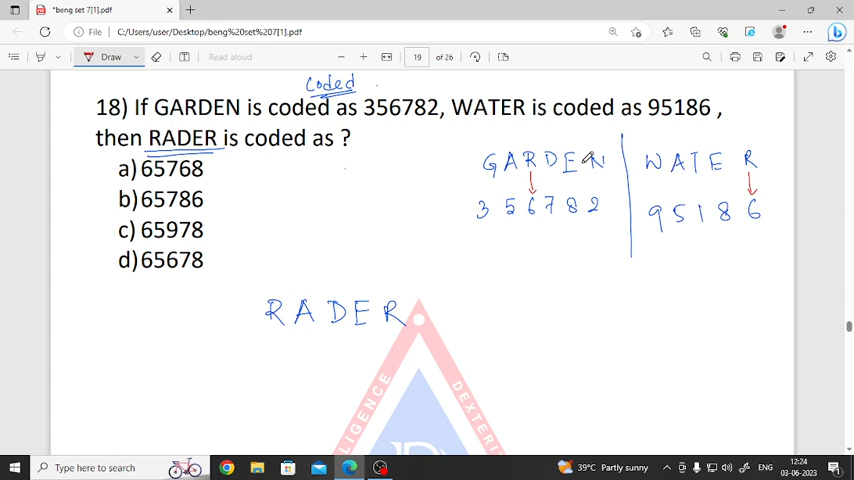 *beng set 7[1].pdf
File
C:/Users/user/Desktop/beng%20set%207[1].pdf
Draw
Read aloud
19 of 26
coded
18) If GARDEN is coded as 356782, WATER is coded as 95186 ,
then RADER is coded as ?
a) 65768
b) 65786
c) 65978
d) 65678
GARDEN
WATER
356782
95186
RADER
LIGENCE
DEXTERIT
Type here to search
39°C Partly sunny
ENG
12:24
03-06-2023